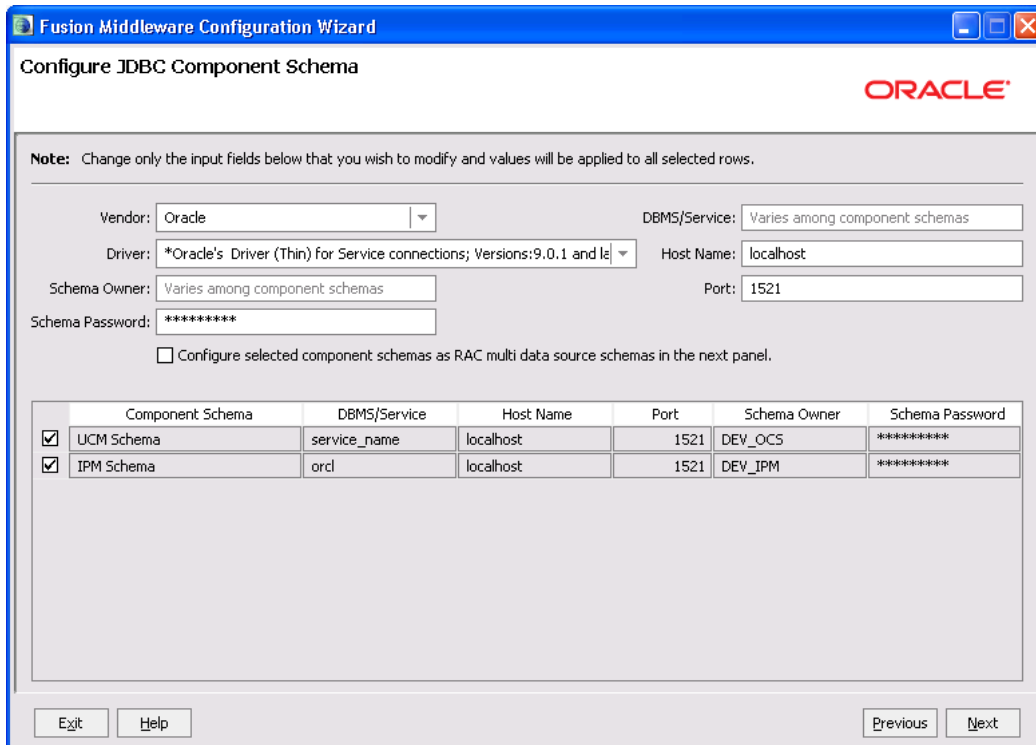 Fusion Middleware Configuration Wizard
Configure JDBC Component Schema
ORACLE
Note: Change only the input fields below that you wish to modify and values will be applied to all selected rows.
Vendor: Oracle DBMS/Service: Varies among component schemas
Driver: *Oracle's Driver (Thin) for Service connections; Versions:9.0.1 and Host Name: localhost
Schema Owner: Varies among component schemas Port: 1521
Schema Password: *********
Configure selected component schemas as RAC multi data source schemas in the next panel.
Component Schema DBMS/Service Host Name Port Schema Owner Schema Password
UCM Schema service_name localhost 1521 DEV_OCS *********
IPM Schema orcl localhost 1521 DEV_IPM *********
Exit Help Previous Next